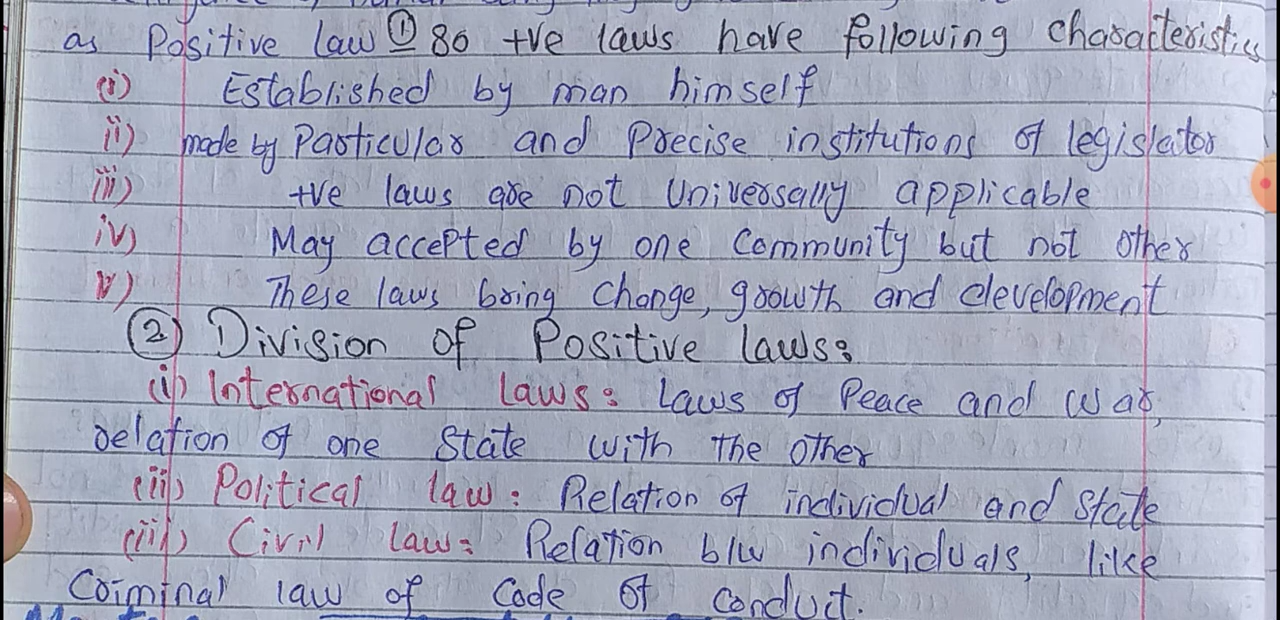 as Positive law ① So +ve laws have following characteristics
(i) Established by man himself
ii) made by Particular and Precise institutions of legislator
iii) +ve laws are not Universally applicable
iv) May accepted by one Community but not other
v) These laws bring change, growth and development
② Division of Positive laws:
(i) International laws: Laws of Peace and war,
relation of one State with the other
(ii) Political law: Relation of individual and State
(iii) Civil law: Relation b/w individuals, like
Criminal law of Code of conduct.